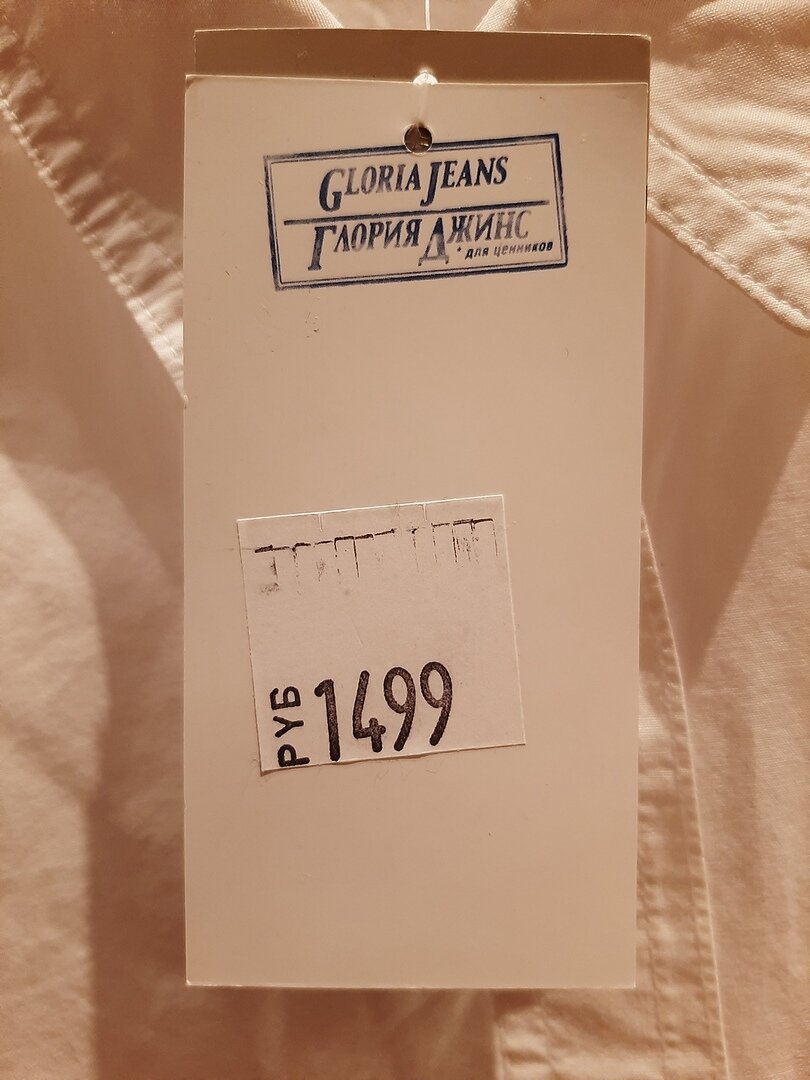 GLORIA JEANS
ГЛОРИЯ ДЖИНС
* для ценников
РУБ 1499